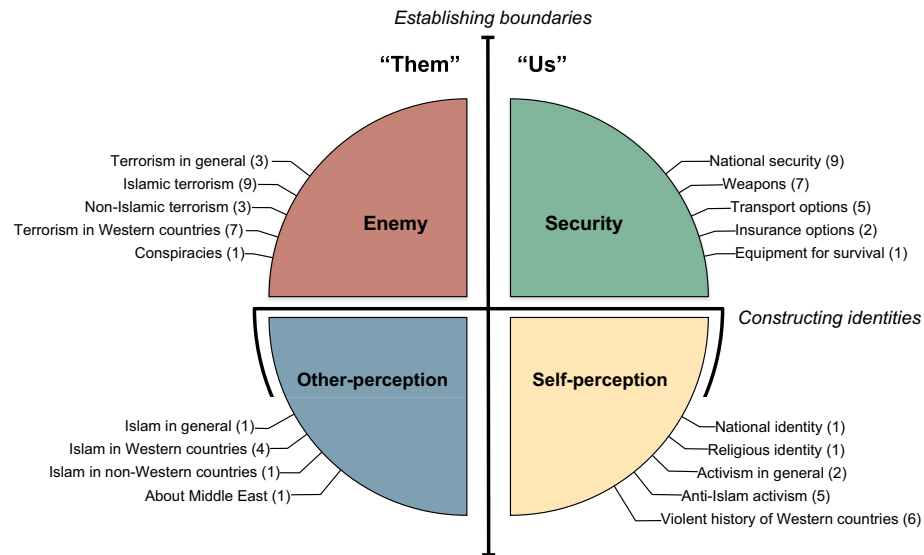 Establishing boundaries
“Them” “Us”
Terrorism in general (3)
Islamic terrorism (9)
Non-Islamic terrorism (3)
Terrorism in Western countries (7)
Conspiracies (1)
Enemy
Security
National security (9)
Weapons (7)
Transport options (5)
Insurance options (2)
Equipment for survival (1)
Constructing identities
Other-perception
Self-perception
Islam in general (1)
Islam in Western countries (4)
Islam in non-Western countries (1)
About Middle East (1)
National identity (1)
Religious identity (1)
Activism in general (2)
Anti-Islam activism (5)
Violent history of Western countries (6)